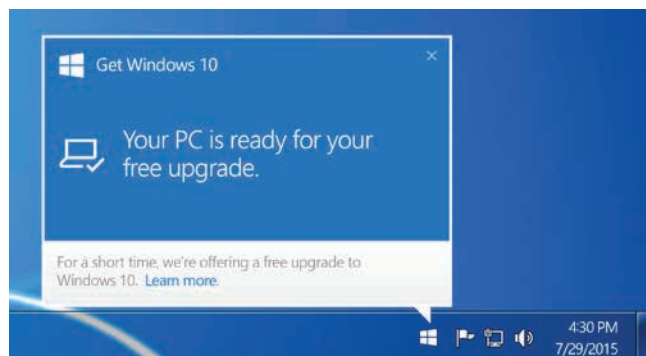 Get Windows 10
Your PC is ready for your
free upgrade.
For a short time, we're offering a free upgrade to
Windows 10. Learn more.
4:30 PM
7/29/2015